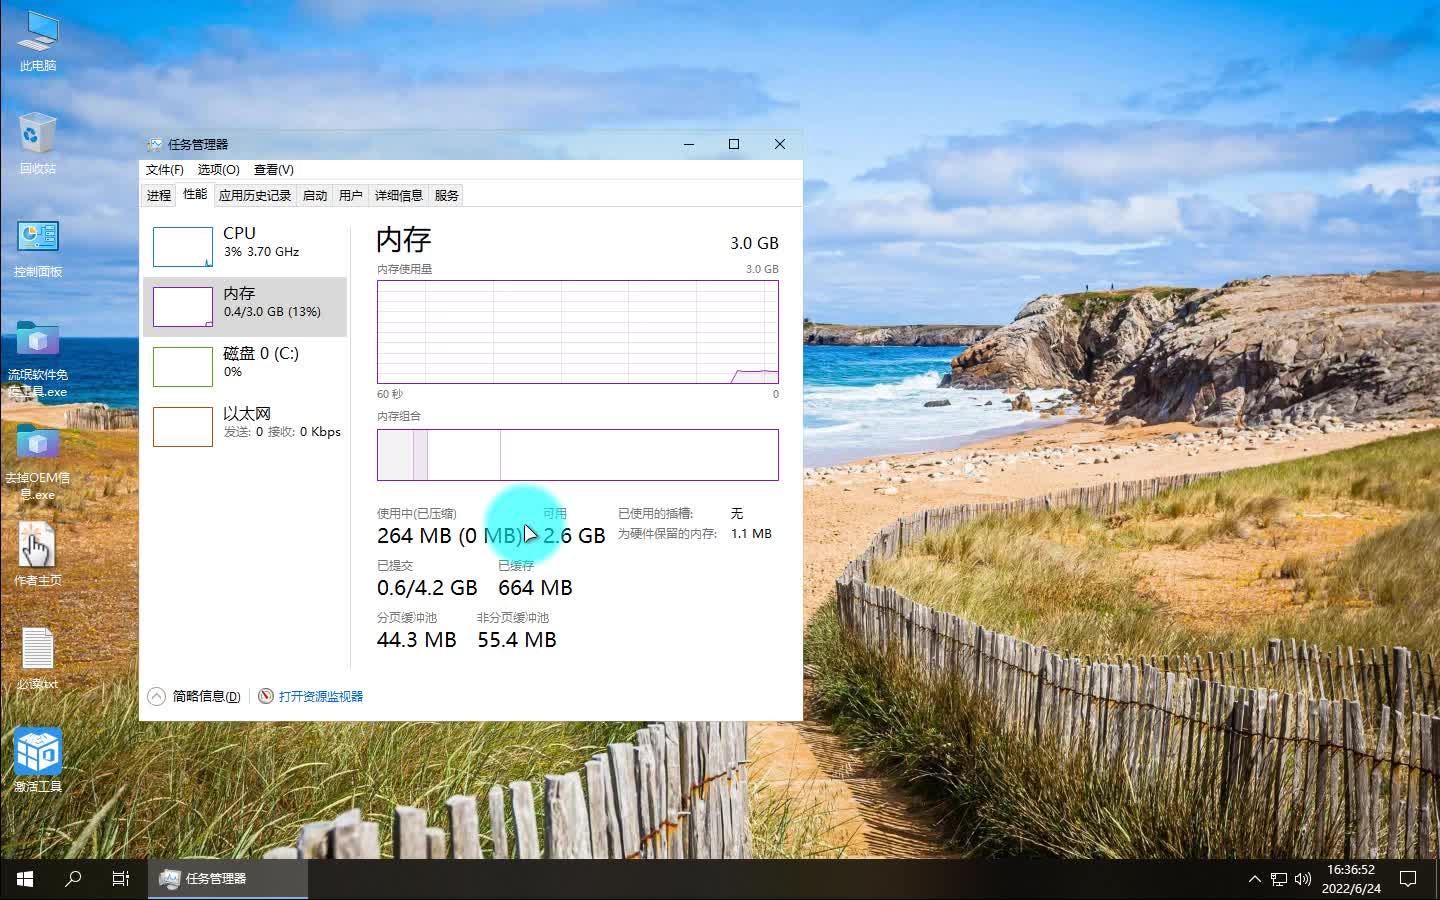 此电脑
回收站
控制面板
流氓软件免
工具.exe
去掉OEM信
息.exe
作者主页
必读.txt
激活工具
任务管理器
文件(F) 选项(O) 查看(V)
进程 性能 应用历史记录 启动 用户 详细信息 服务
CPU
3% 3.70 GHz
内存
0.4/3.0 GB (13%)
磁盘 0 (C:)
0%
以太网
发送: 0 接收: 0 Kbps
内存 3.0 GB
内存使用量 3.0 GB
60 秒 0
内存组合
使用中(已压缩) 可用
264 MB (0 MB) 2.6 GB
已提交 已缓存
0.6/4.2 GB 664 MB
分页缓冲池 非分页缓冲池
44.3 MB 55.4 MB
已使用的插槽: 无
为硬件保留的内存: 1.1 MB
简略信息(D) 打开资源监视器
任务管理器
16:36:52
2022/6/24